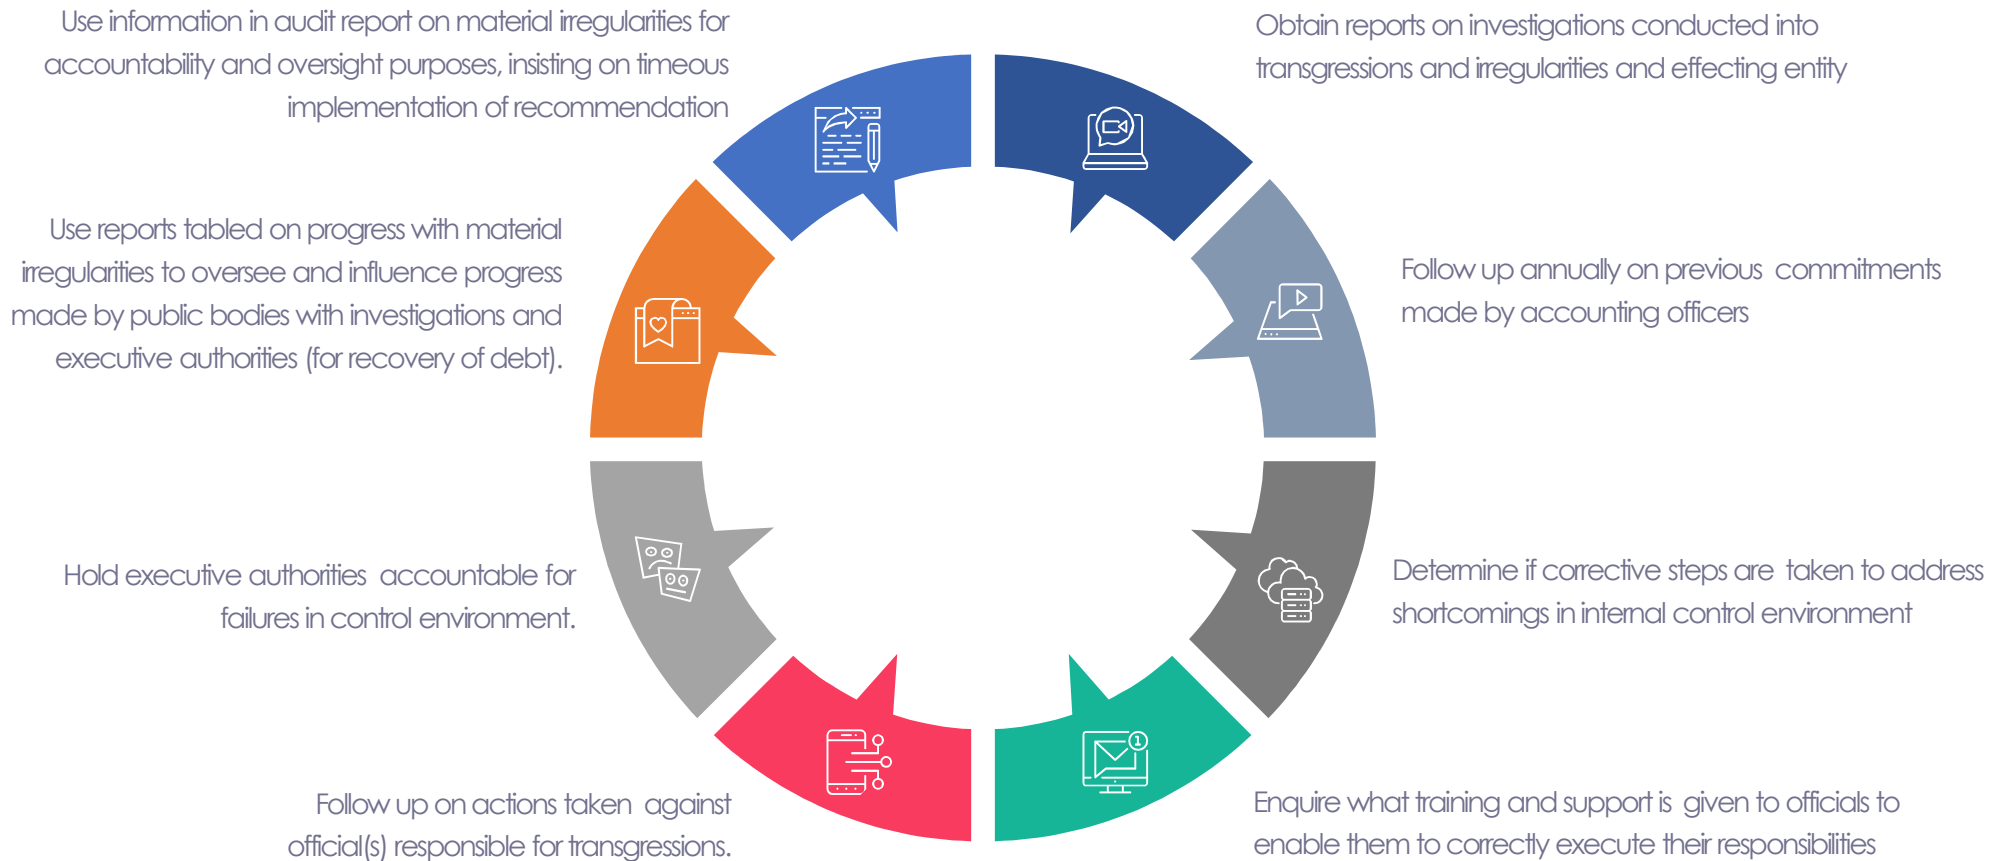 Use information in audit report on material irregularities for
accountability and oversight purposes, insisting on timeous
implementation of recommendation
Obtain reports on investigations conducted into
transgressions and irregularities and effecting entity
Use reports tabled on progress with material
irregularities to oversee and influence progress
made by public bodies with investigations and
executive authorities (for recovery of debt).
Follow up annually on previous commitments
made by accounting officers
Hold executive authorities accountable for
failures in control environment.
Determine if corrective steps are taken to address
shortcomings in internal control environment
1
Follow up on actions taken against
official(s) responsible for transgressions.
Enquire what training and support is given to officials to
enable them to correctly execute their responsibilities